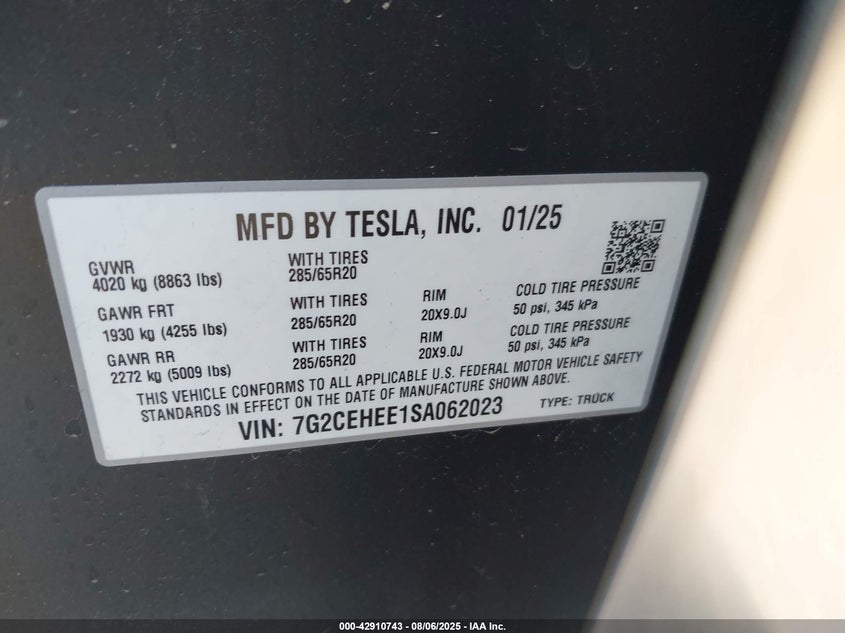 MFD BY TESLA, INC. 01/25
GVWR
4020 kg (8863 lbs)
WITH TIRES
285/65R20
GAWR FRT
1930 kg (4255 lbs)
WITH TIRES
285/65R20
RIM
20X9.0J
COLD TIRE PRESSURE
50 psi, 345 kPa
GAWR RR
2272 kg (5009 lbs)
WITH TIRES
285/65R20
RIM
20X9.0J
COLD TIRE PRESSURE
50 psi, 345 kPa
THIS VEHICLE CONFORMS TO ALL APPLICABLE U.S. FEDERAL MOTOR VEHICLE SAFETY
STANDARDS IN EFFECT ON THE DATE OF MANUFACTURE SHOWN ABOVE.
VIN: 7G2CEHEE1SA062023
TYPE: TRUCK
000-42910743 - 08/06/2025 - IAA Inc.